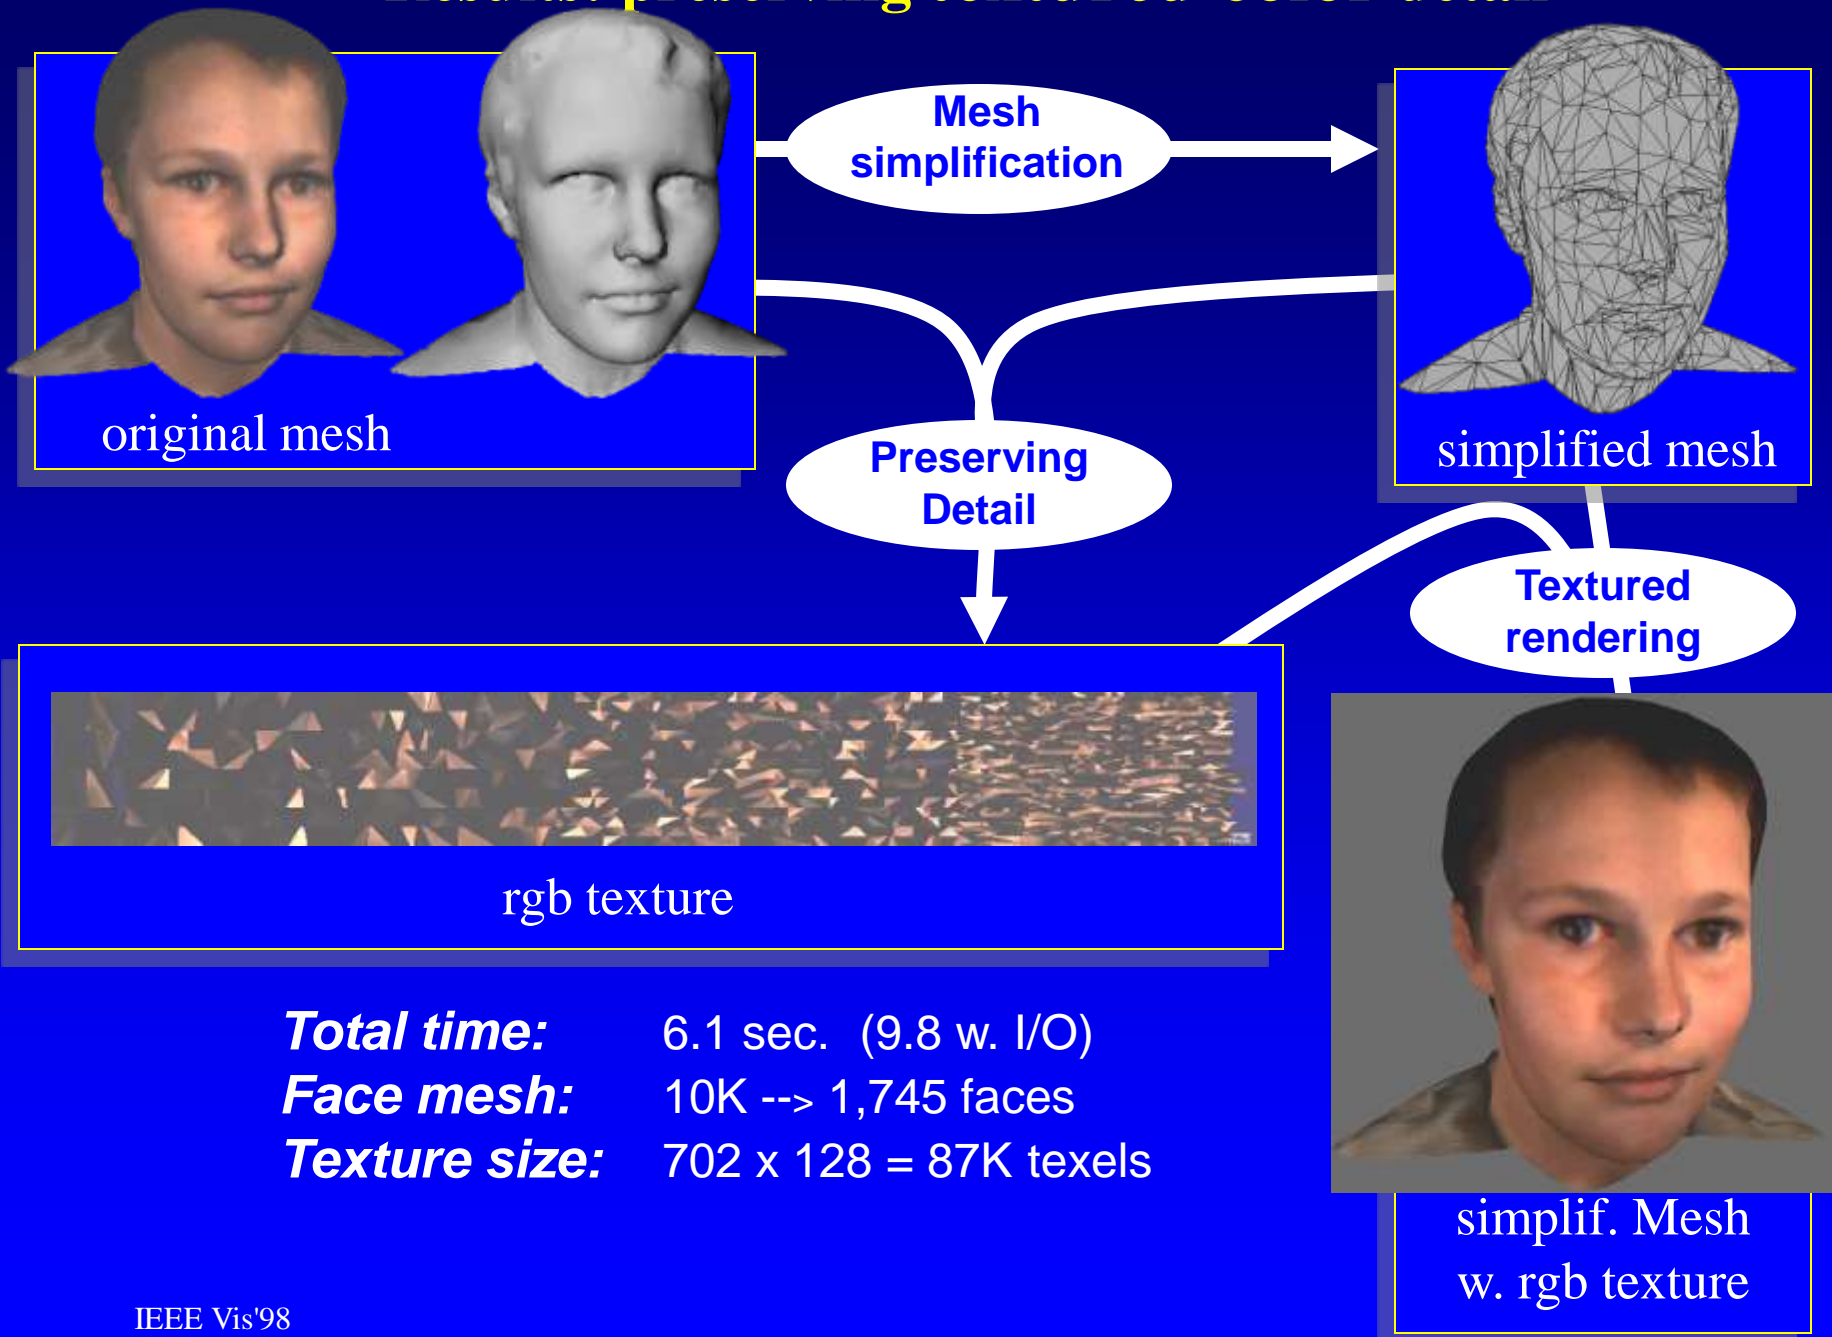 preserving
detail
Mesh
simplification
original mesh
simplified mesh
Preserving
Detail
Textured
rendering
rgb texture
Total time: 6.1 sec. (9.8 w. I/O)
Face mesh: 10K --> 1,745 faces
Texture size: 702 x 128 = 87K texels
simplif. Mesh
w. rgb texture
IEEE Vis'98